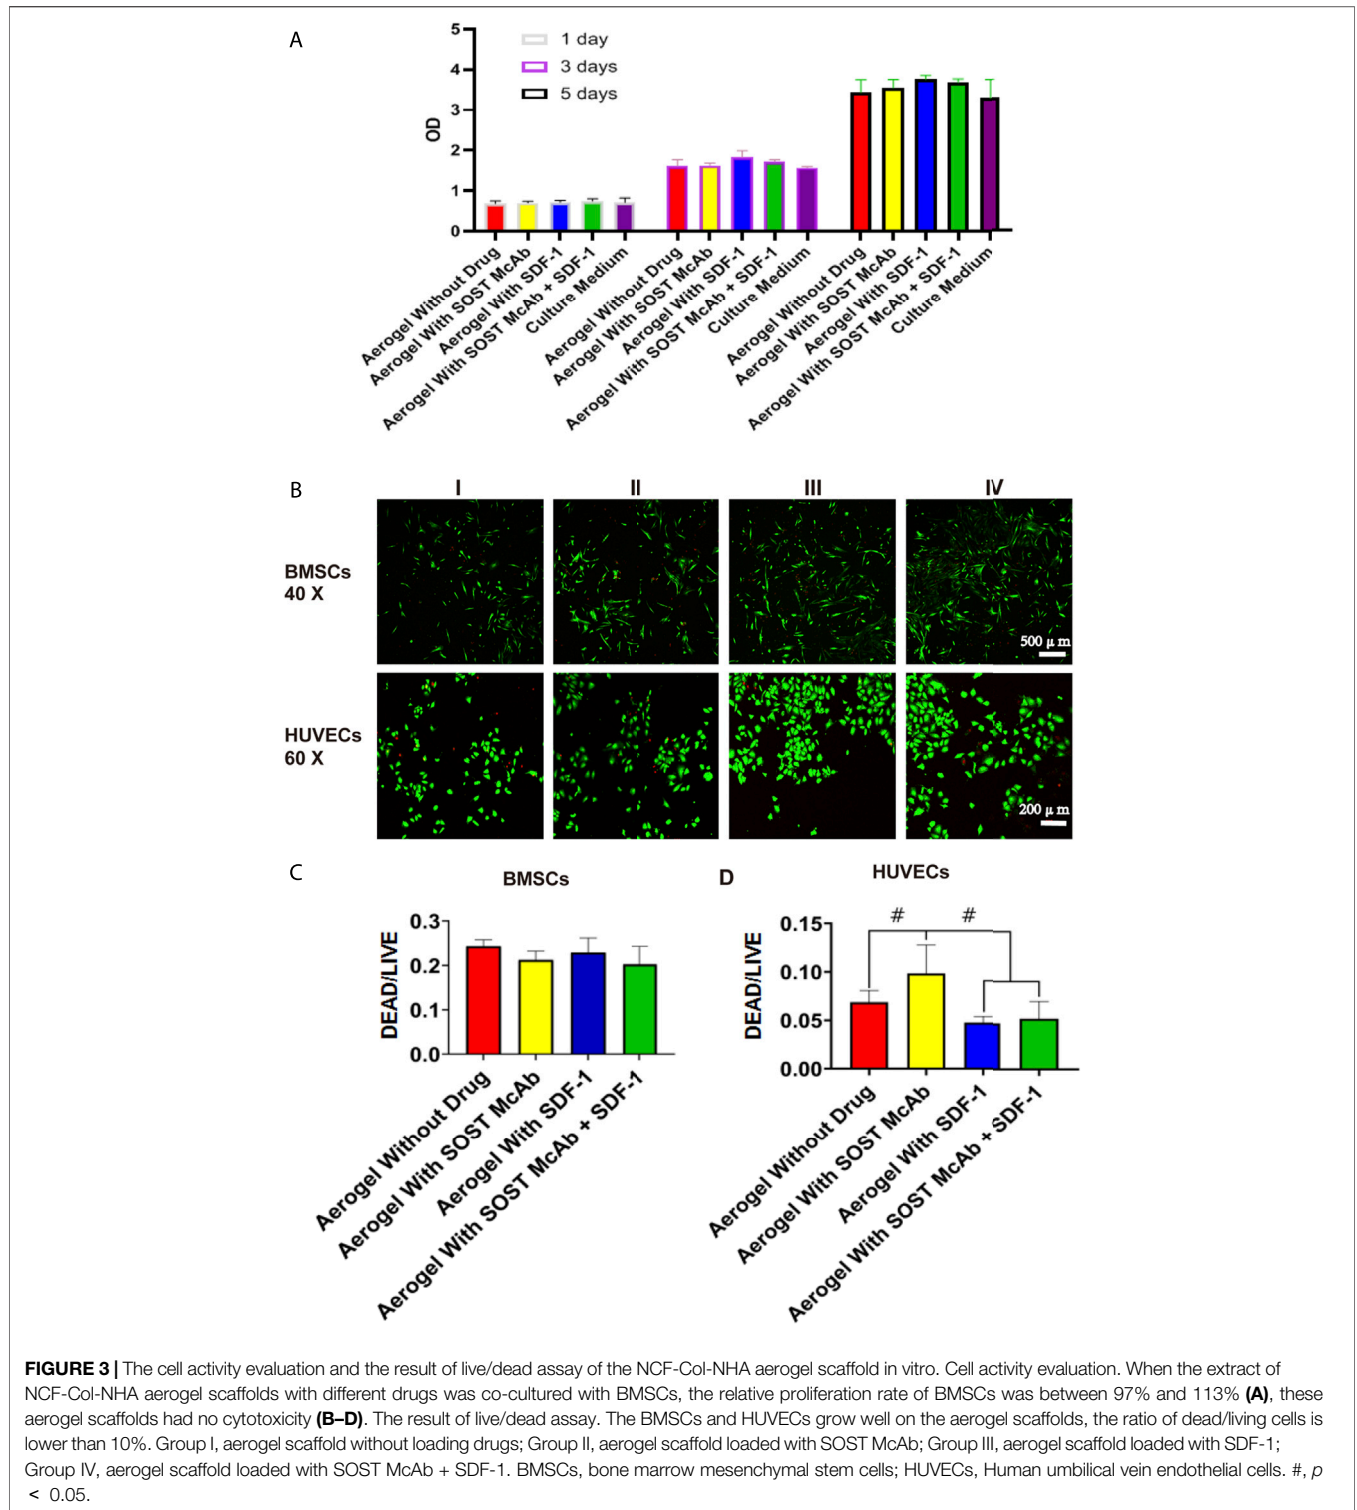 A
5
4
3
2
1
0
OD
1 day
3 days
5 days
Aerogel Without Drug
Aerogel With SOST McAb
Aerogel With SDF-1
Aerogel With SOST McAb + SDF-1
Culture Medium
Aerogel Without Drug
Aerogel With SOST McAb
Aerogel With SDF-1
Aerogel With SOST McAb + SDF-1
Culture Medium
Aerogel Without Drug
Aerogel With SOST McAb
Aerogel With SDF-1
Aerogel With SOST McAb + SDF-1
Culture Medium
B
I II III IV
BMSCs
40 X
500 μm
HUVECs
60 X
200 μm
C
BMSCs
DEAD/LIVE
0.3
0.2
0.1
0.0
Aerogel Without Drug
Aerogel With SOST McAb
Aerogel With SDF-1
Aerogel With SOST McAb + SDF-1
D
HUVECs
DEAD/LIVE
0.15
0.10
0.05
0.00
# #
Aerogel Without Drug
Aerogel With SOST McAb
Aerogel With SDF-1
Aerogel With SOST McAb + SDF-1
FIGURE 3 | The cell activity evaluation and the result of live/dead assay of the NCF-Col-NHA aerogel scaffold in vitro. Cell activity evaluation. When the extract of
NCF-Col-NHA aerogel scaffolds with different drugs was co-cultured with BMSCs, the relative proliferation rate of BMSCs was between 97% and 113% (A), these
aerogel scaffolds had no cytotoxicity (B–D). The result of live/dead assay. The BMSCs and HUVECs grow well on the aerogel scaffolds, the ratio of dead/living cells is
lower than 10%. Group I, aerogel scaffold without loading drugs; Group II, aerogel scaffold loaded with SOST McAb; Group III, aerogel scaffold loaded with SDF-1;
Group IV, aerogel scaffold loaded with SOST McAb + SDF-1. BMSCs, bone marrow mesenchymal stem cells; HUVECs, Human umbilical vein endothelial cells. #, p
< 0.05.